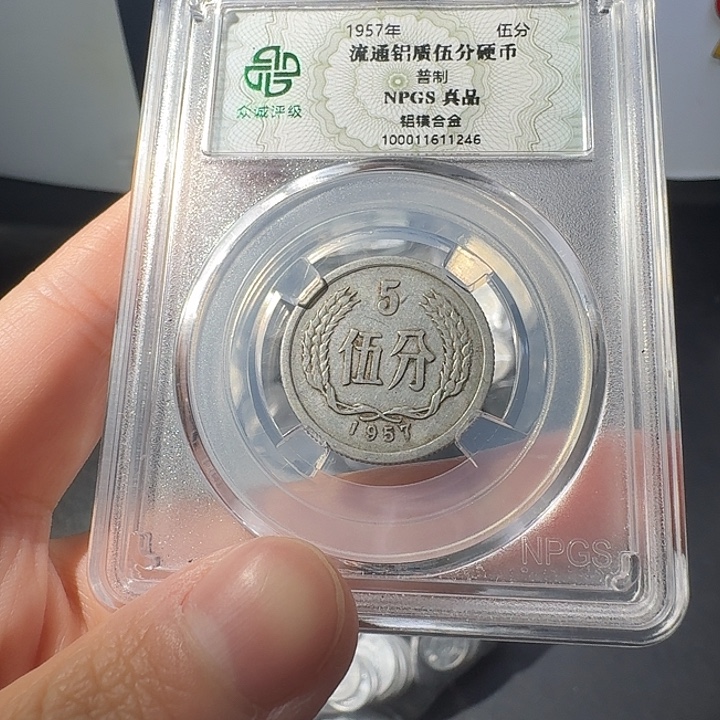 1957年 伍分
流通铝质伍分硬币
普制
NPGS 真品
铝镁合金
100011611246
众诚评级
5
伍分
1957
NPGS